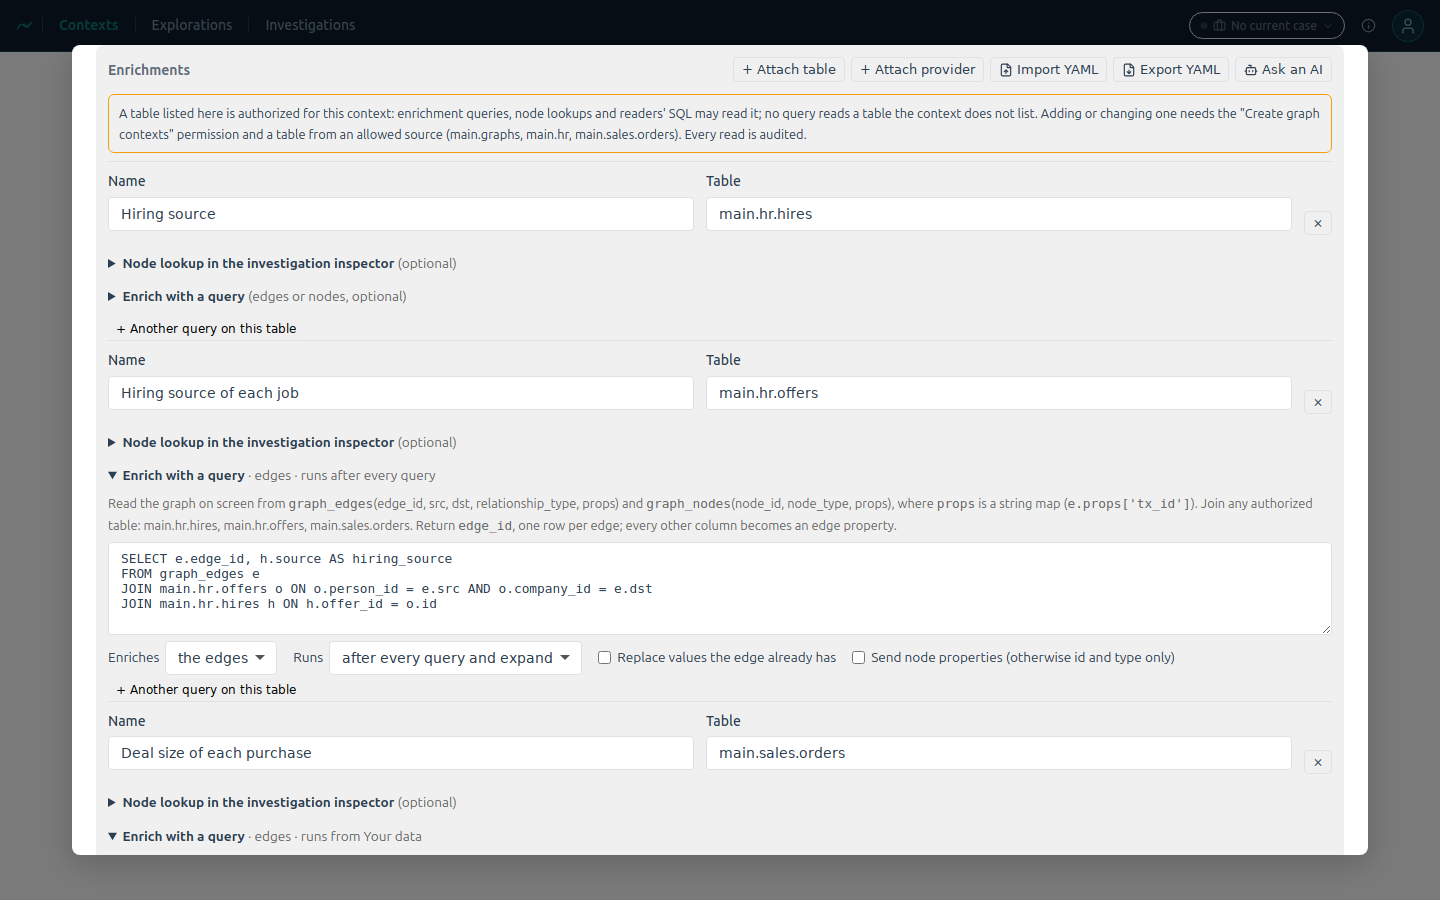 Contexts
Explorations
Investigations
No current case
Enrichments
+ Attach table
+ Attach provider
Import YAML
Export YAML
Ask an AI
A table listed here is authorized for this context: enrichment queries, node lookups and readers' SQL may read it; no query reads a table the context does not list. Adding or changing one needs the "Create graph
contexts" permission and a table from an allowed source (main.graphs, main.hr, main.sales.orders). Every read is audited.
Name
Table
Hiring source
main.hr.hires
×
Node lookup in the investigation inspector (optional)
Enrich with a query (edges or nodes, optional)
+ Another query on this table
Name
Table
Hiring source of each job
main.hr.offers
×
Node lookup in the investigation inspector (optional)
Enrich with a query · edges · runs after every query
Read the graph on screen from graph_edges(edge_id, src, dst, relationship_type, props) and graph_nodes(node_id, node_type, props), where props is a string map (e.props['tx_id']). Join any authorized
table: main.hr.hires, main.hr.offers, main.sales.orders. Return edge_id, one row per edge; every other column becomes an edge property.
SELECT e.edge_id, h.source AS hiring_source
FROM graph_edges e
JOIN main.hr.offers o ON o.person_id = e.src AND o.company_id = e.dst
JOIN main.hr.hires h ON h.offer_id = o.id
Enriches
the edges
Runs
after every query and expand
Replace values the edge already has
Send node properties (otherwise id and type only)
+ Another query on this table
Name
Table
Deal size of each purchase
main.sales.orders
×
Node lookup in the investigation inspector (optional)
Enrich with a query · edges · runs from Your data